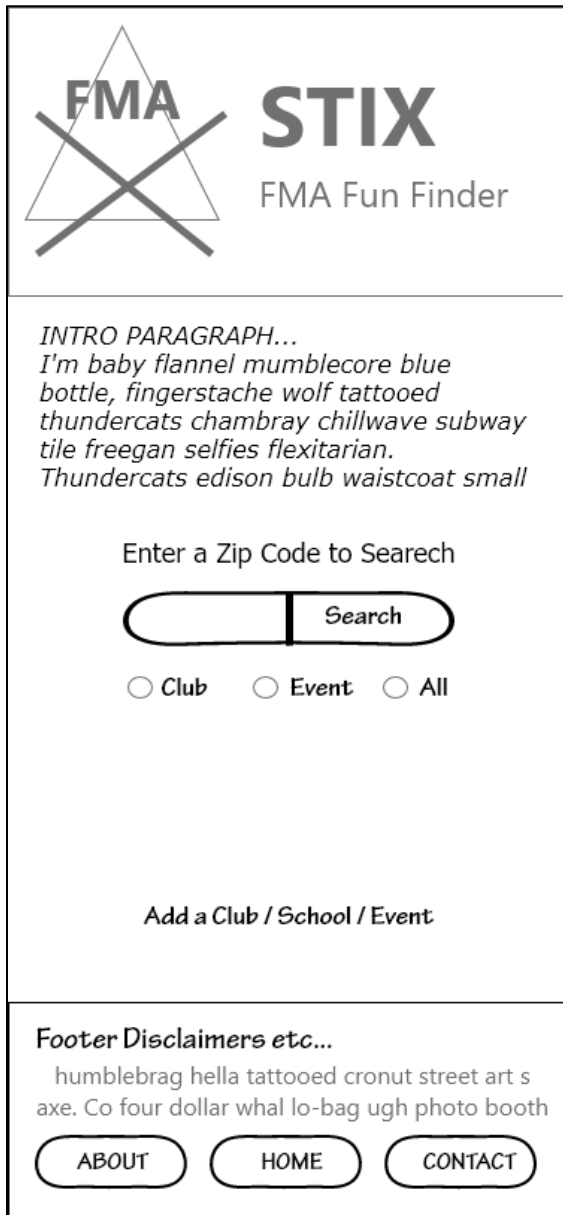 FMA
STIX
FMA Fun Finder
INTRO PARAGRAPH...
I'm baby flannel mumblecore blue
bottle, fingerstache wolf tattooed
thundercats chambray chillwave subway
tile freegan selfies flexitarian.
Thundercats edison bulb waistcoat small
Enter a Zip Code to Searech
Search
Club Event All
Add a Club / School / Event
Footer Disclaimers etc...
humblebrag hella tattooed cronut street art s
axe. Co four dollar whal lo-bag ugh photo booth
ABOUT HOME CONTACT